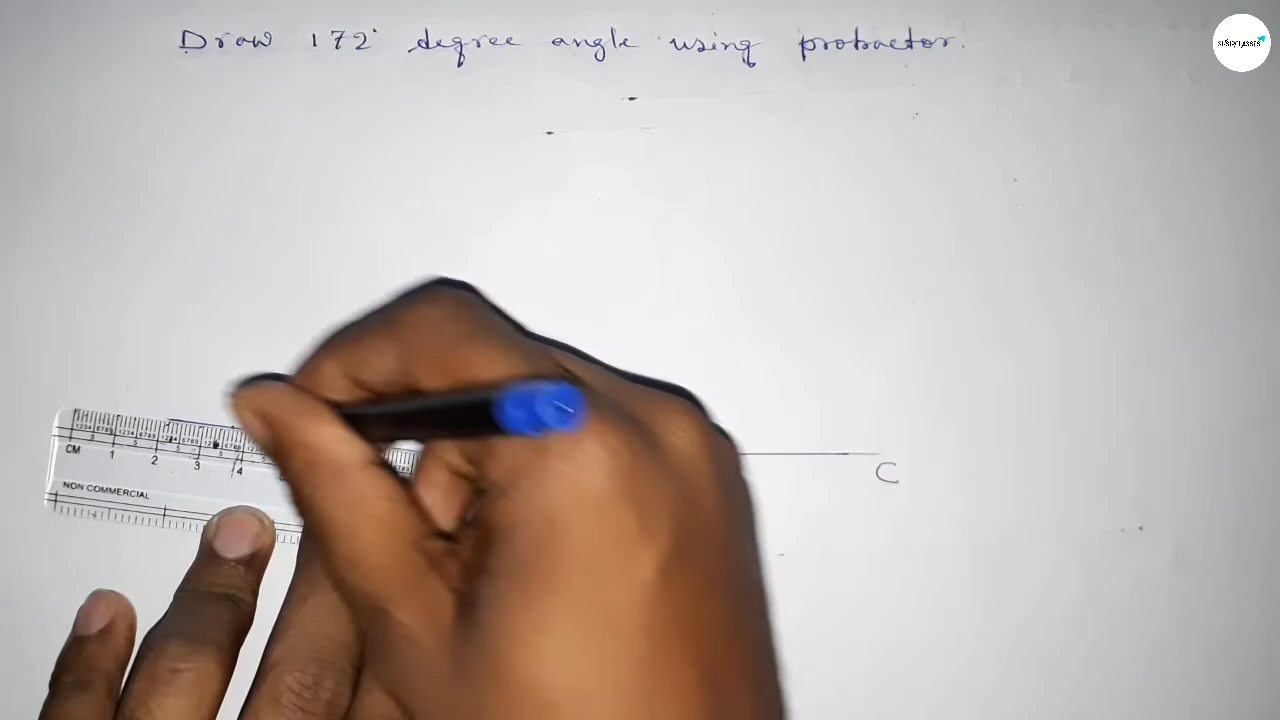 Draw 172° degree angle using protractor.
C
CM 1 2 3 4
NON COMMERCIAL